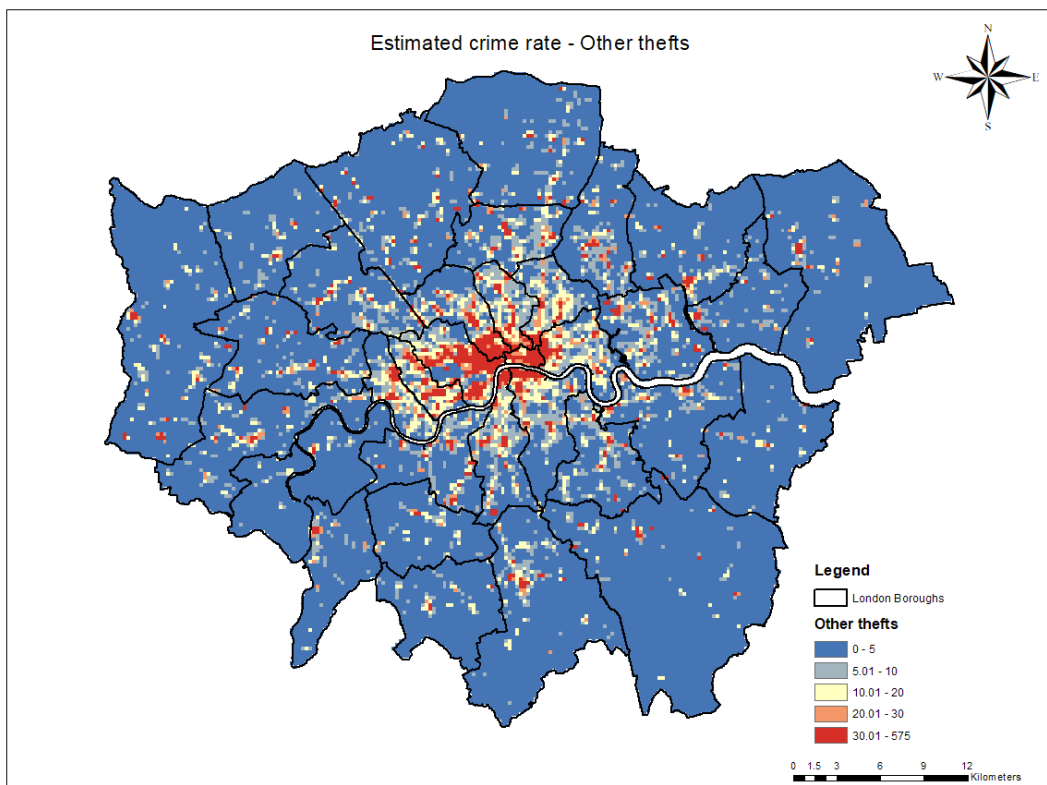 Estimated crime rate - Other thefts
N
W E
S
Legend
London Boroughs
Other thefts
0 - 5
5.01 - 10
10.01 - 20
20.01 - 30
30.01 - 575
0 1.5 3 6 9 12
Kilometers